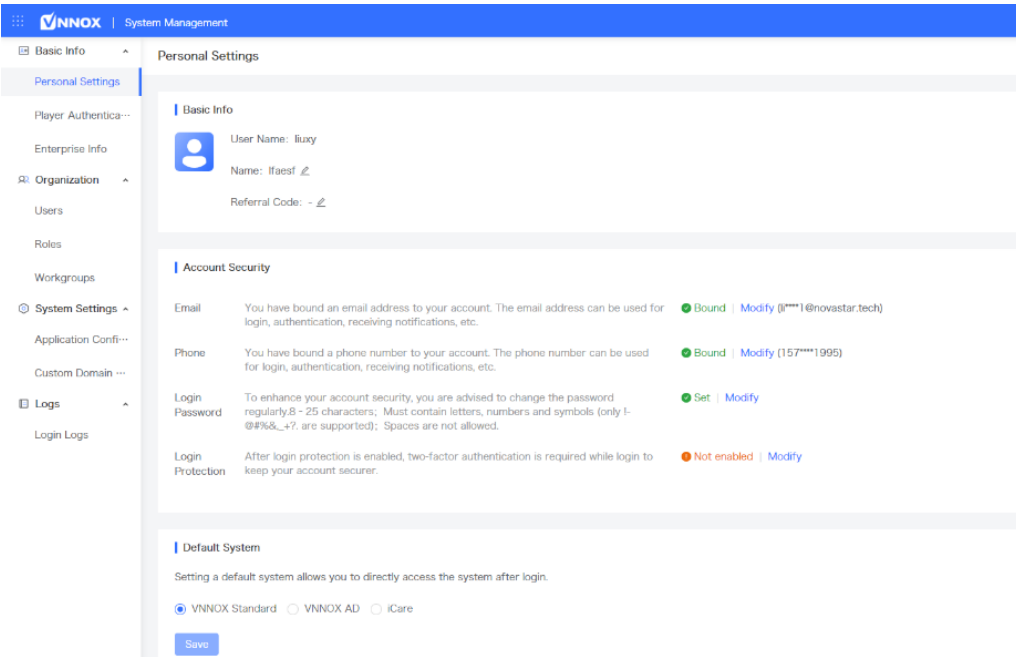 VNNOX | System Management
Basic Info
Personal Settings
Player Authentica···
Enterprise Info
Organization
Users
Roles
Workgroups
System Settings
Application Confi···
Custom Domain ···
Logs
Login Logs
Personal Settings
Basic Info
User Name: liuxy
Name: lfaesf
Referral Code: -
Account Security
Email
You have bound an email address to your account. The email address can be used for
login, authentication, receiving notifications, etc.
Bound | Modify (li****1@novastar.tech)
Phone
You have bound a phone number to your account. The phone number can be used
for login, authentication, receiving notifications, etc.
Bound | Modify (157****1995)
Login
Password
To enhance your account security, you are advised to change the password
regularly.8 - 25 characters; Must contain letters, numbers and symbols (only !-
@#%&._+?. are supported); Spaces are not allowed.
Set | Modify
Login
Protection
After login protection is enabled, two-factor authentication is required while login to
keep your account securer.
Not enabled | Modify
Default System
Setting a default system allows you to directly access the system after login.
VNNOX Standard VNNOX AD iCare
Save